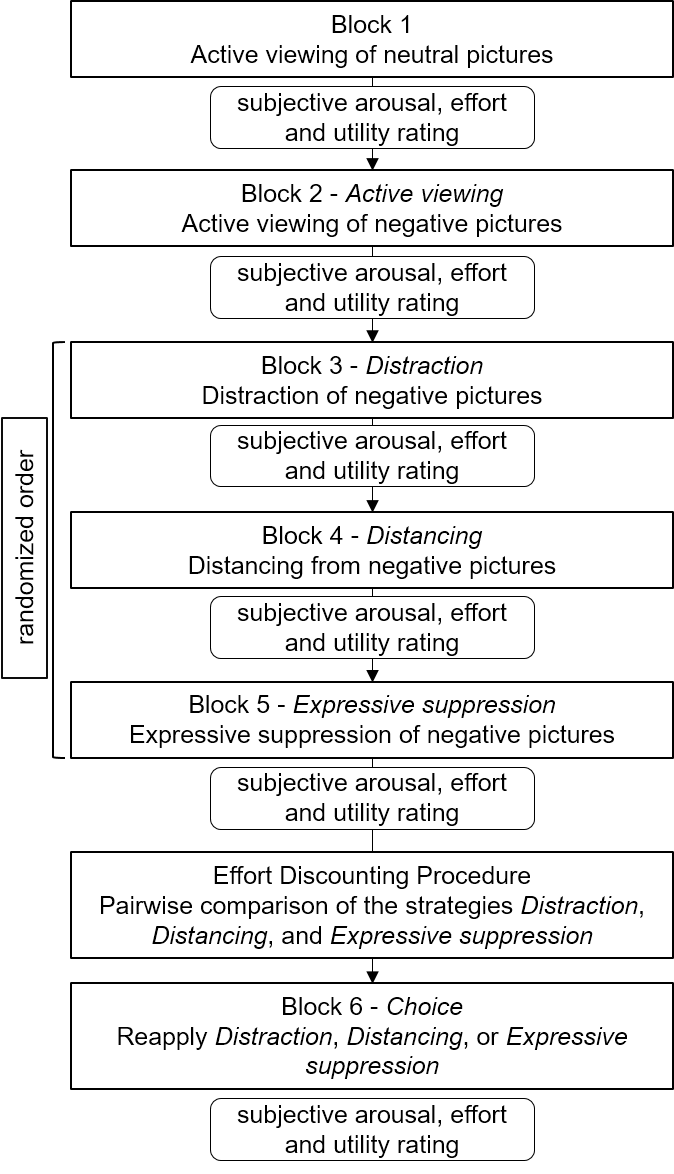 Block 1
Active viewing of neutral pictures
subjective arousal, effort
and utility rating
Block 2 - Active viewing
Active viewing of negative pictures
subjective arousal, effort
and utility rating
randomized order
Block 3 - Distraction
Distraction of negative pictures
subjective arousal, effort
and utility rating
Block 4 - Distancing
Distancing from negative pictures
subjective arousal, effort
and utility rating
Block 5 - Expressive suppression
Expressive suppression of negative pictures
subjective arousal, effort
and utility rating
Effort Discounting Procedure
Pairwise comparison of the strategies Distraction,
Distancing, and Expressive suppression
Block 6 - Choice
Reapply Distraction, Distancing, or Expressive
suppression
subjective arousal, effort
and utility rating